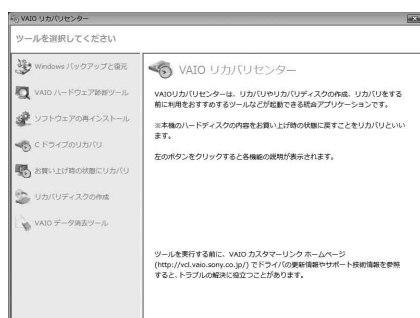 VAIO リカバリセンター
ツールを選択してください
Windows バックアップと復元
VAIO ハードウェア診断ツール
ソフトウェアの再インストール
C ドライブのリカバリ
お買い上げ時の状態にリカバリ
リカバリディスクの作成
VAIO データ消去ツール
VAIO リカバリセンター
VAIOリカバリセンターは、リカバリやリカバリディスクの作成、リカバリをする
前に利用をおすすめするツールなどが起動できる統合アプリケーションです。
※本機のハードディスクの内容をお買い上げ時の状態に戻すことをリカバリといい
ます。
左のボタンをクリックすると各機能の説明が表示されます。
ツールを実行する前に、VAIO カスタマーリンク ホームページ
(http://vcl.vaio.sony.co.jp/) でドライバの更新情報やサポート技術情報を参照
すると、トラブルの解決に役立つことがあります。